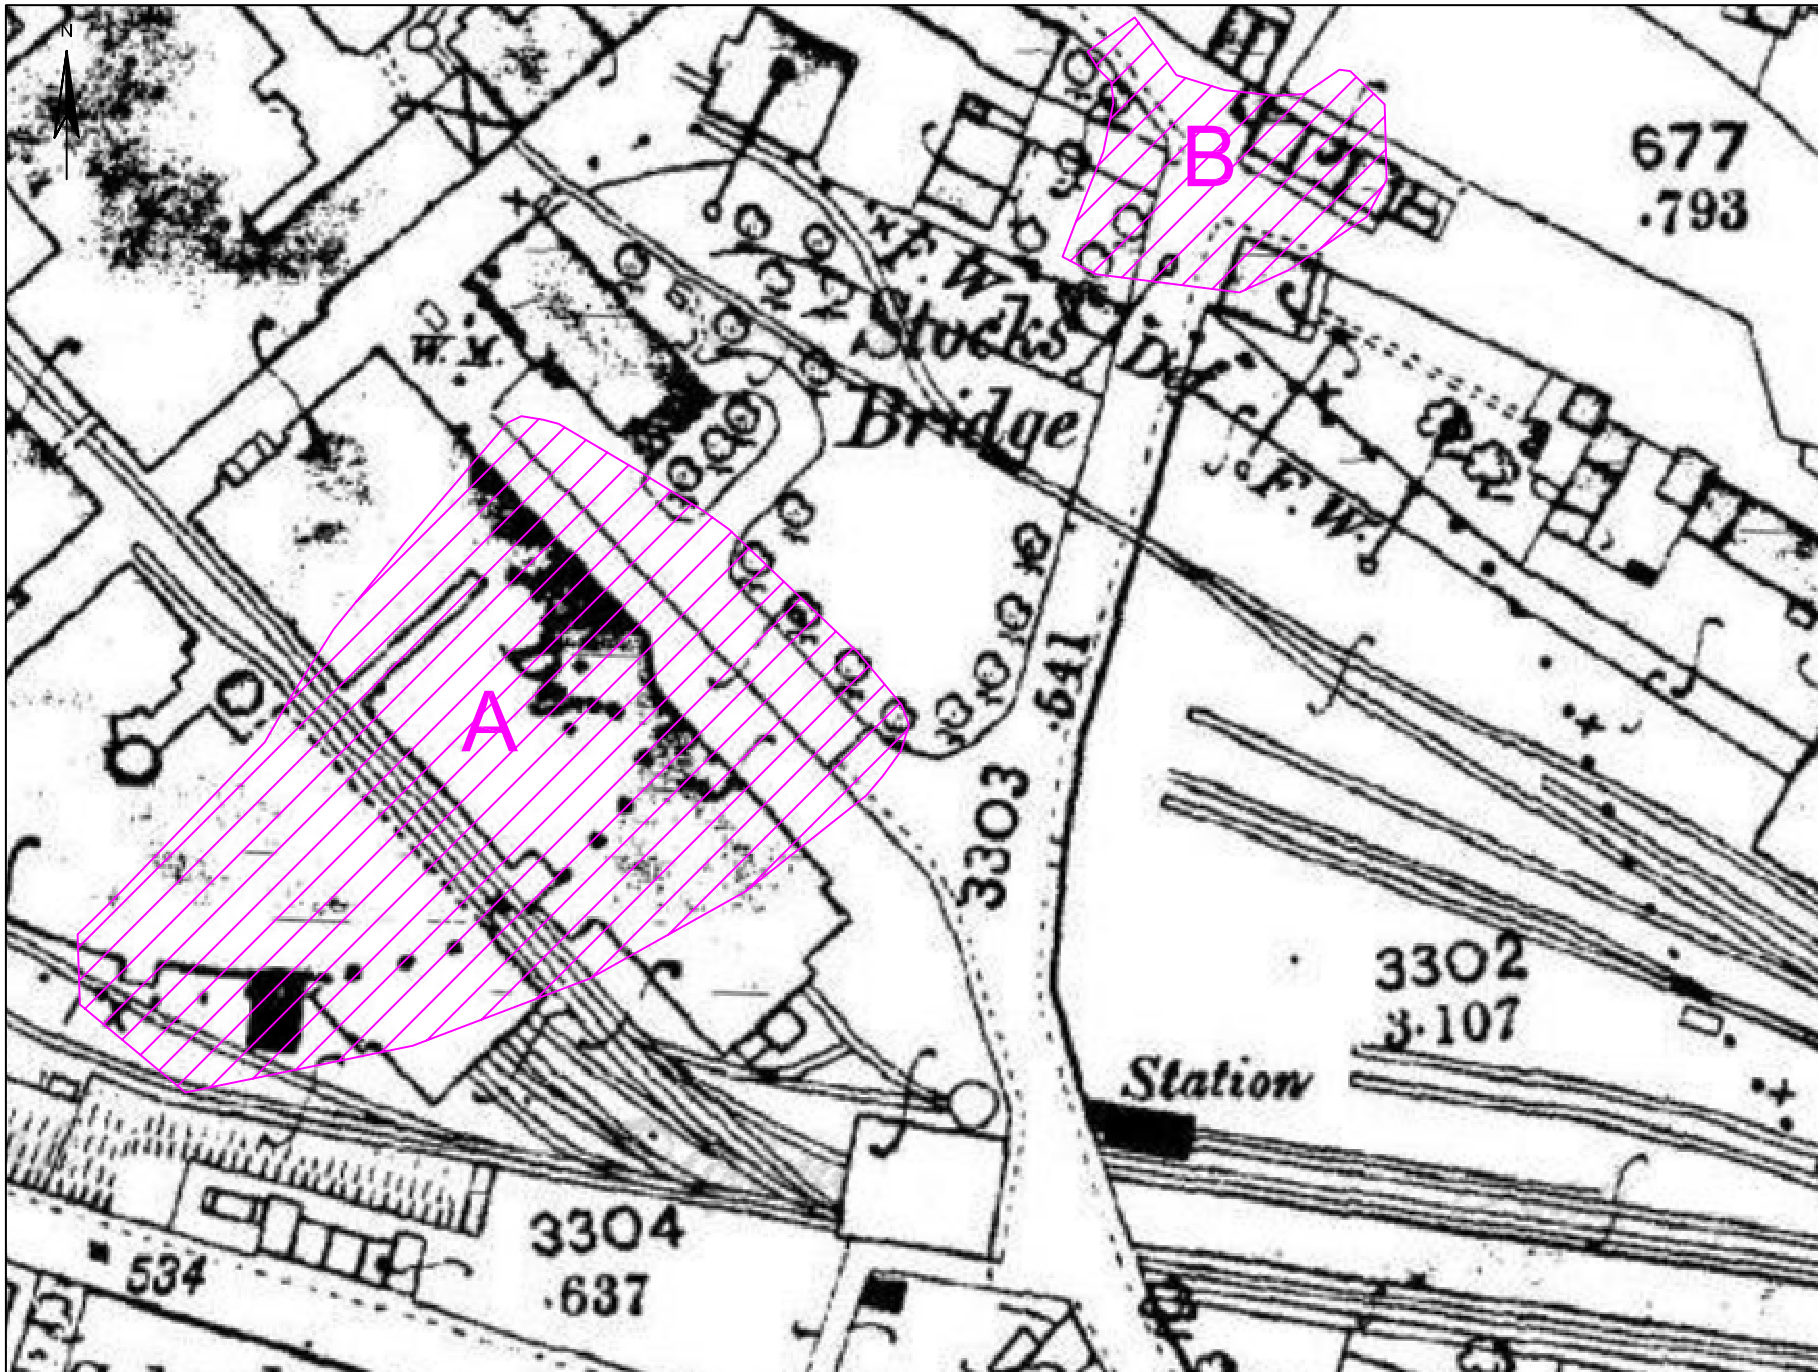 N
B
677
.793
F.W.
Stocks
W.M.
Bridge
F.W.
A
.641
3303
3302
3.107
Station
3304
.637
534